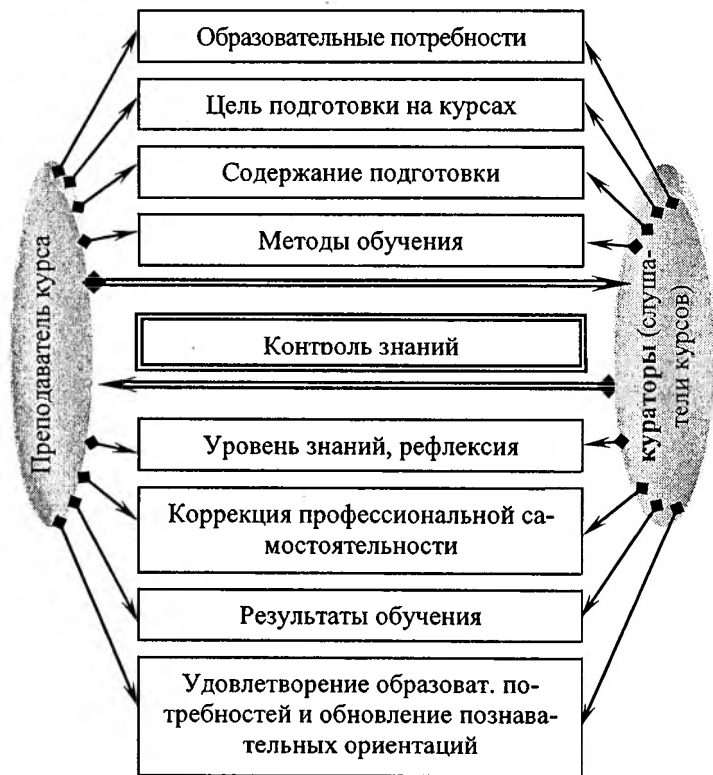 Образовательные потребности
Цель подготовки на курсах
Содержание подготовки
Методы обучения
Преподаватель курса
кураторы (слуша-
тели курсов)
Контроль знаний
Уровень знаний, рефлексия
Коррекция профессиональной са-
мостоятельности
Результаты обучения
Удовлетворение образоват. по-
требностей и обновление познава-
тельных ориентаций